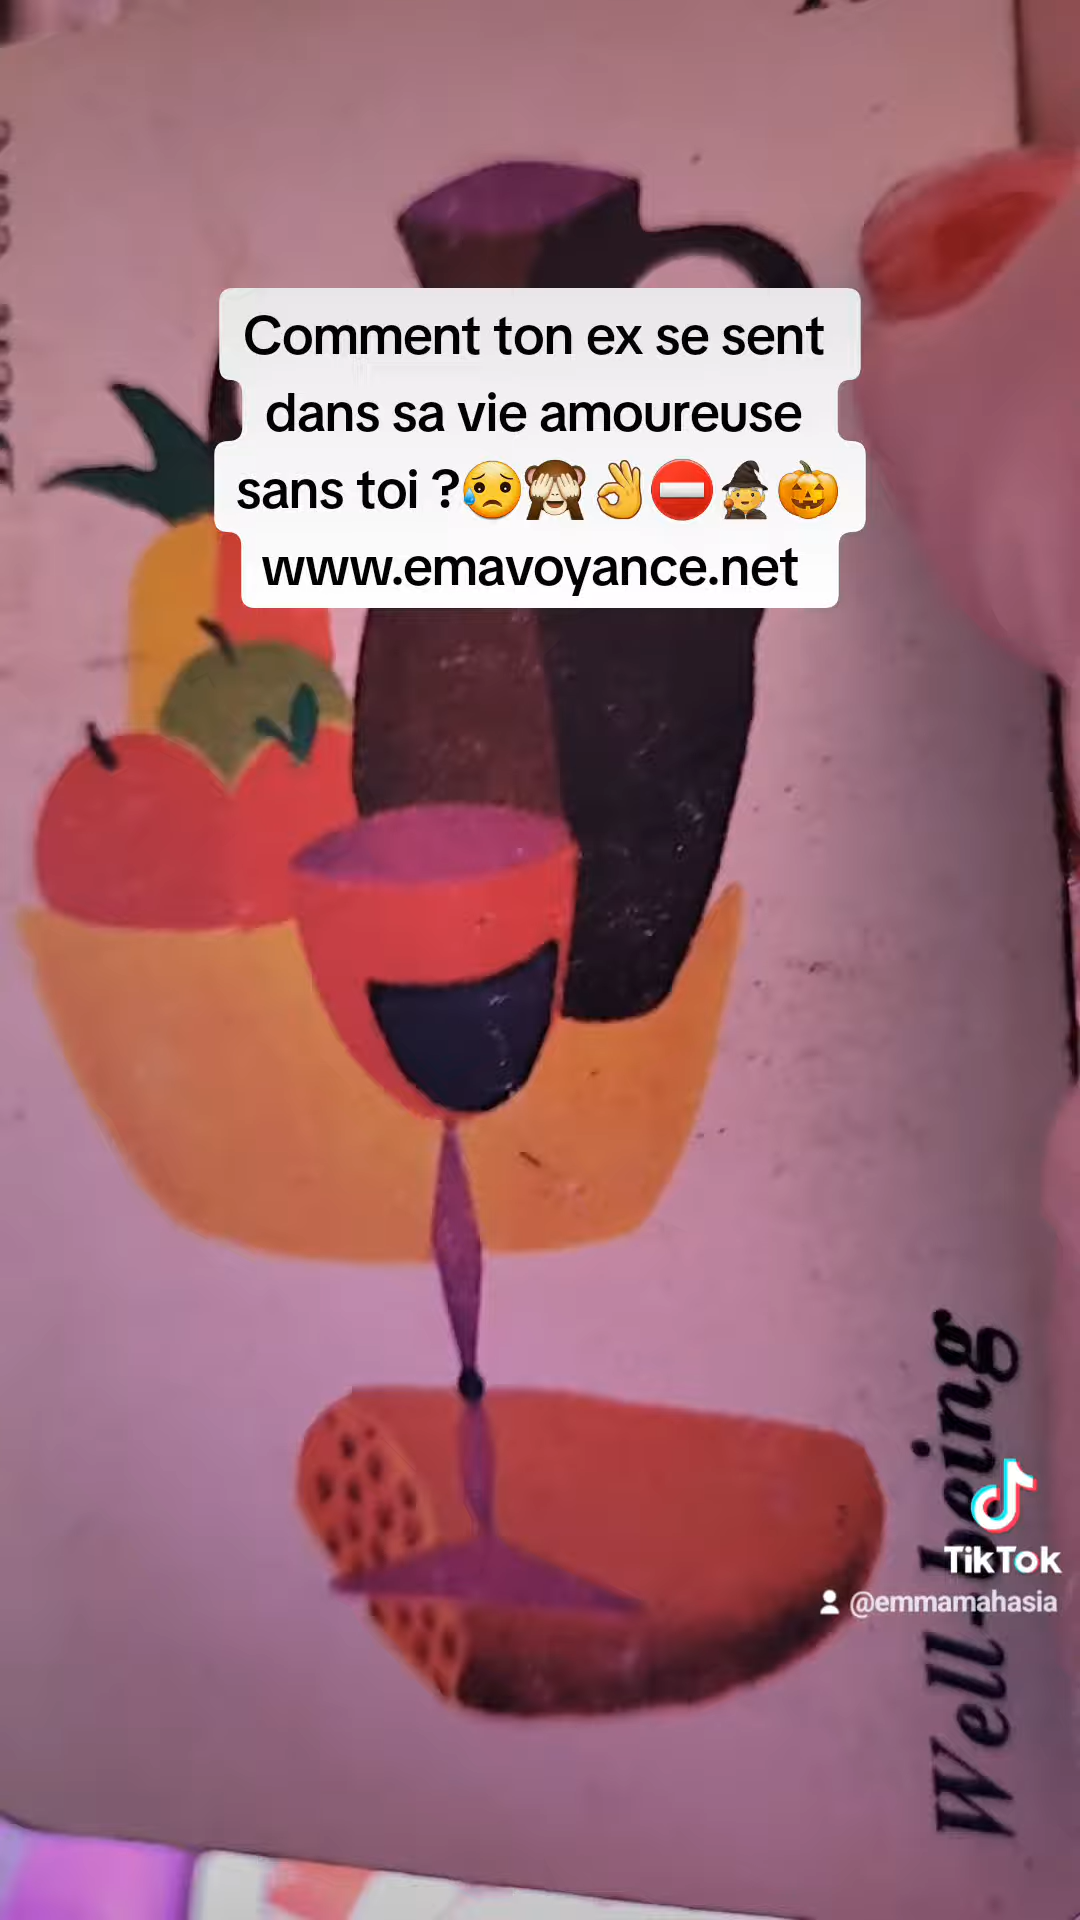 Comment ton ex se sent
dans sa vie amoureuse
sans toi ?😥🙈👌⛔🧙🎃
www.emavoyance.net
Well-being
TikTok
@emmamahasia